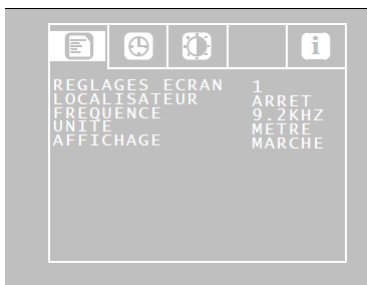 i
REGLAGES ECRAN 1
LOCALISATEUR ARRET
FREQUENCE 9.2KHZ
UNITE METRE
AFFICHAGE MARCHE